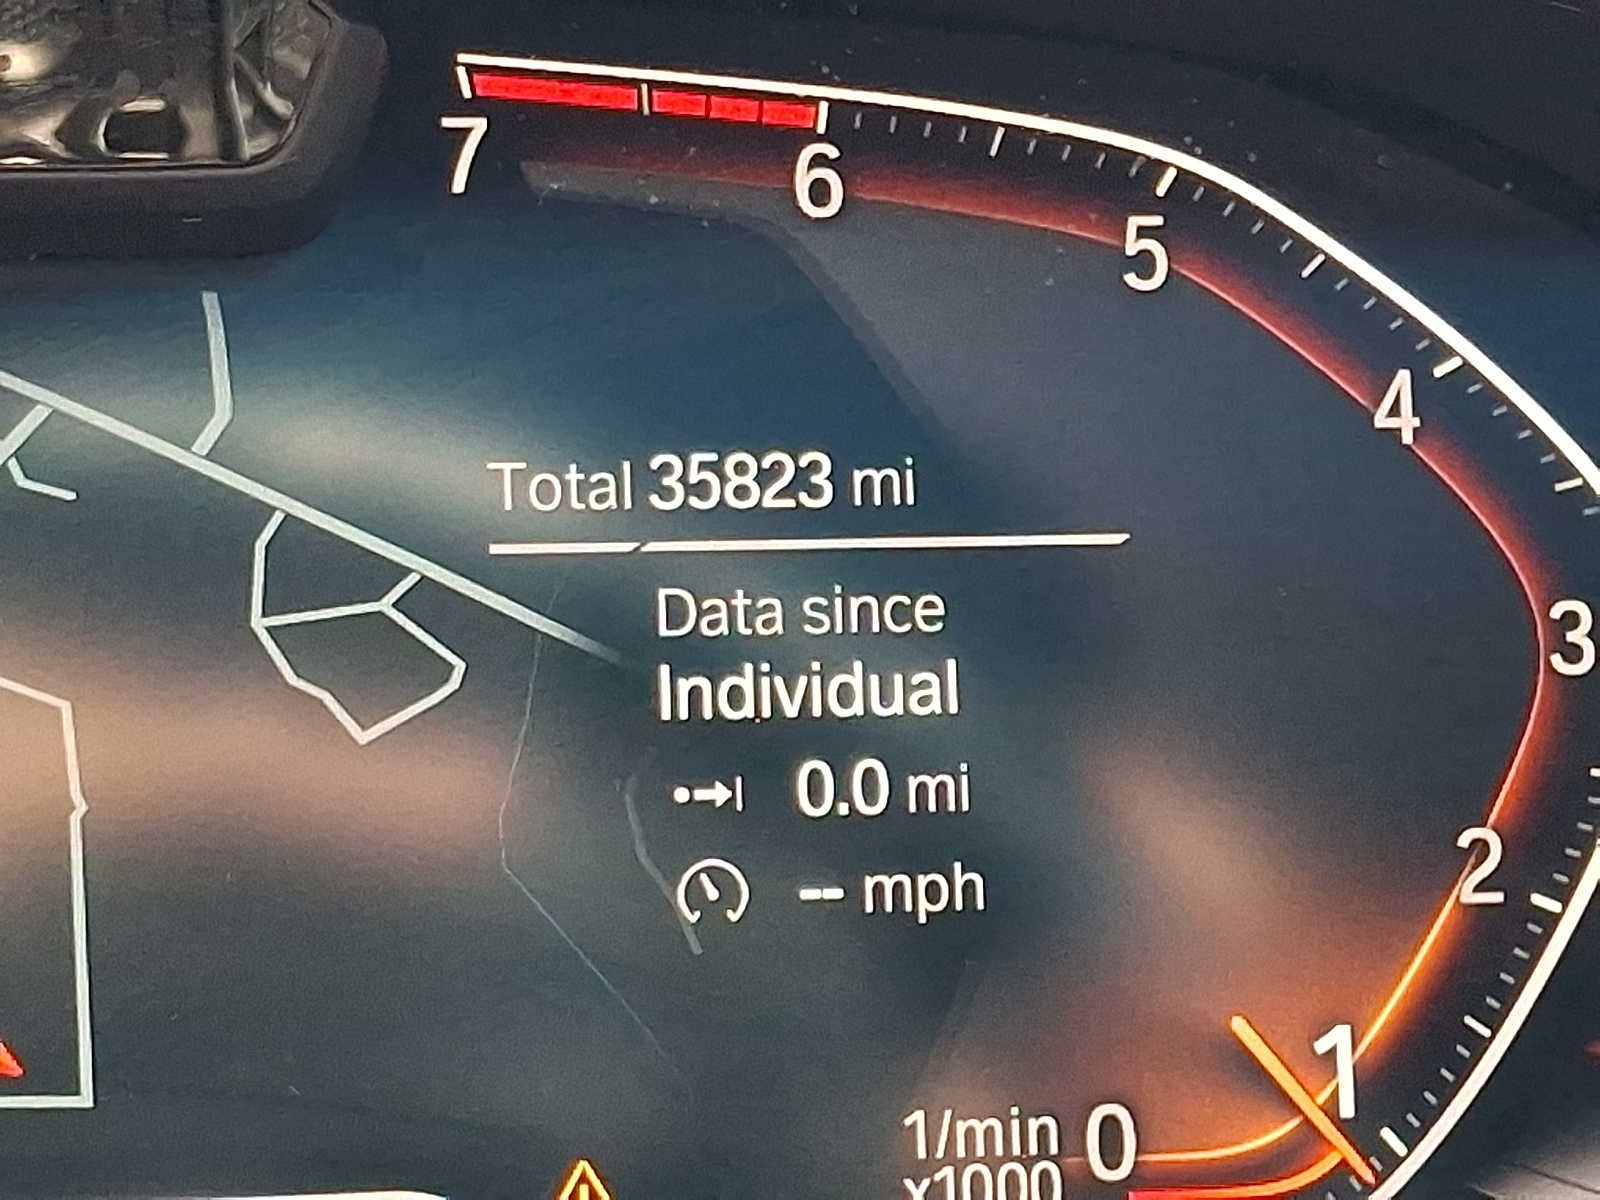 7
6
5
4
Total 35823 mi
Data since
3
Individual
0.0 mi
2
-- mph
1
1/min 0
x1000